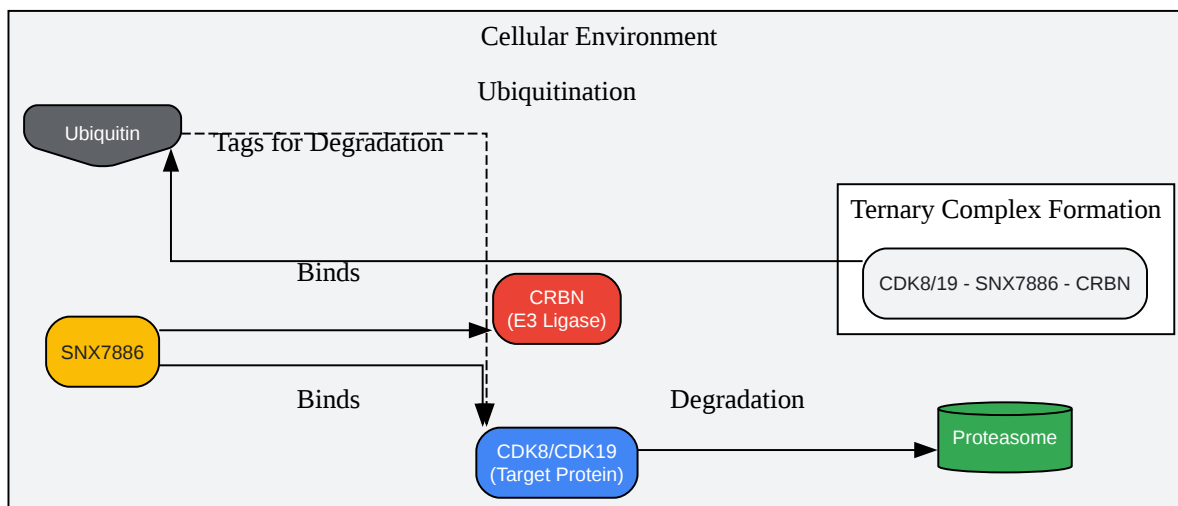 Cellular Environment
Ubiquitination
Ubiquitin
Tags for Degradation
Ternary Complex Formation
CDK8/19 - SNX7886 - CRBN
Binds
CRBN
(E3 Ligase)
SNX7886
Binds
Degradation
CDK8/CDK19
(Target Protein)
Proteasome